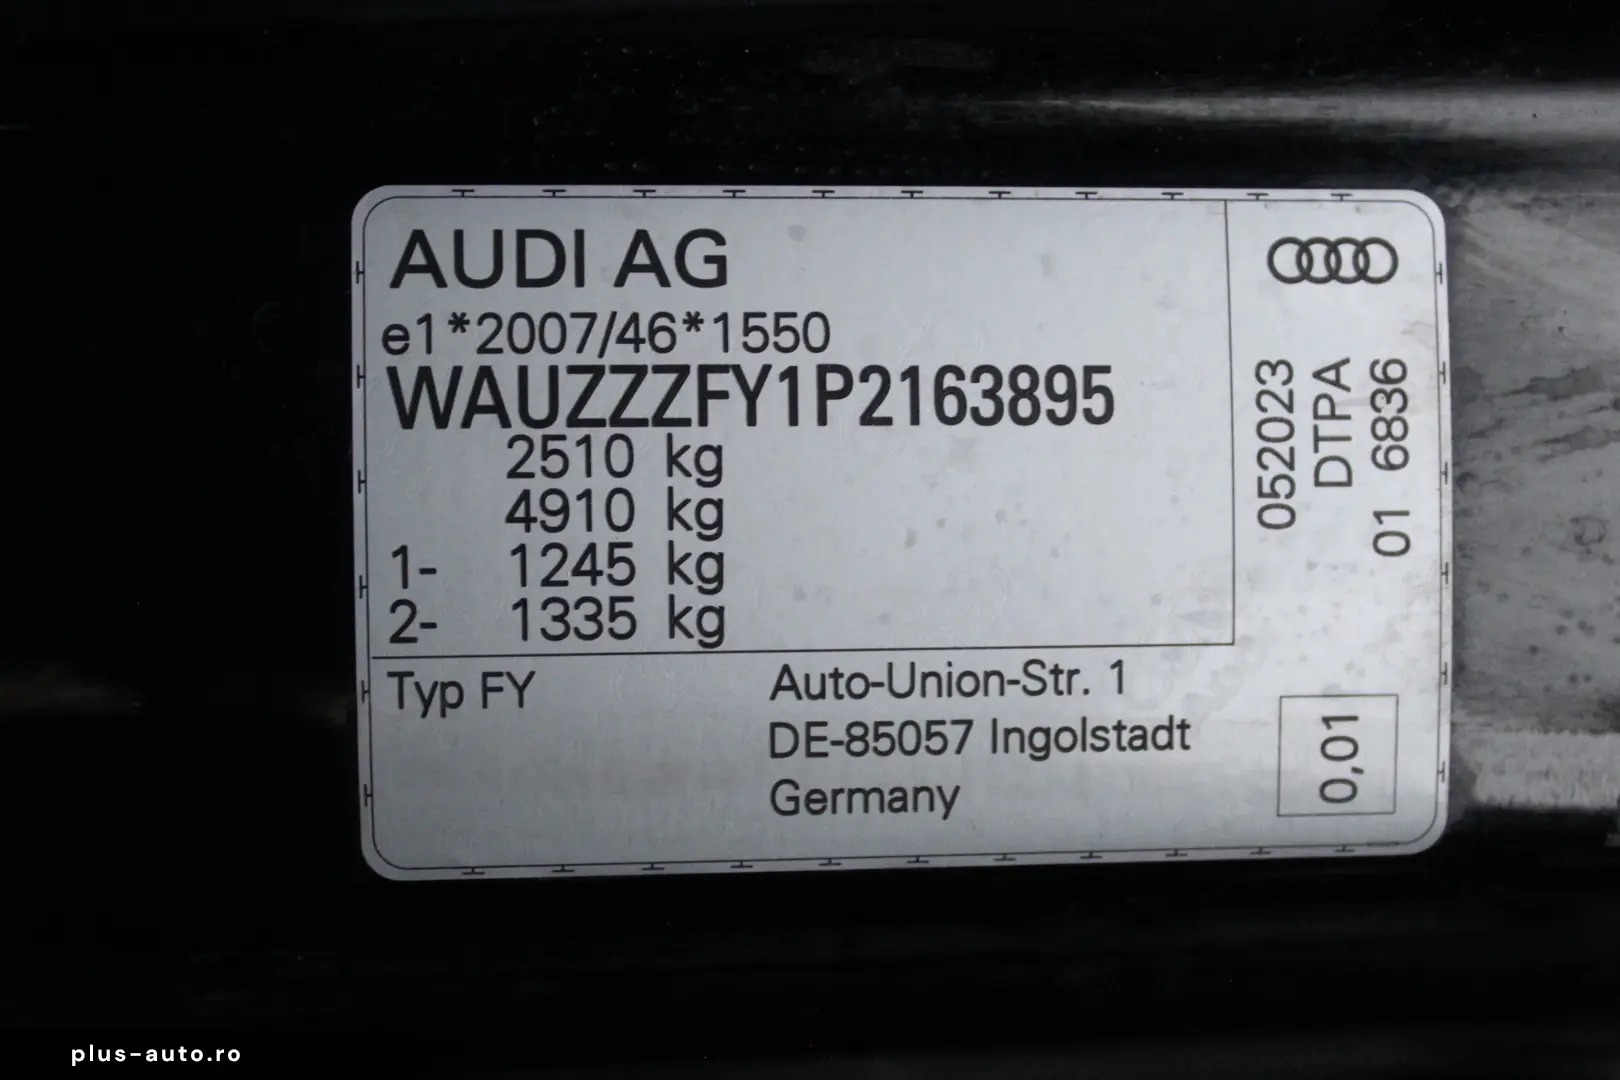 AUDI AG
e1*2007/46*1550
WAUZZZFY1P2163895
2510 kg
4910 kg
1- 1245 kg
2- 1335 kg
Typ FY
Auto-Union-Str. 1
DE-85057 Ingolstadt
Germany
052023
DTPA
01 6836
0,01
plus-auto.ro